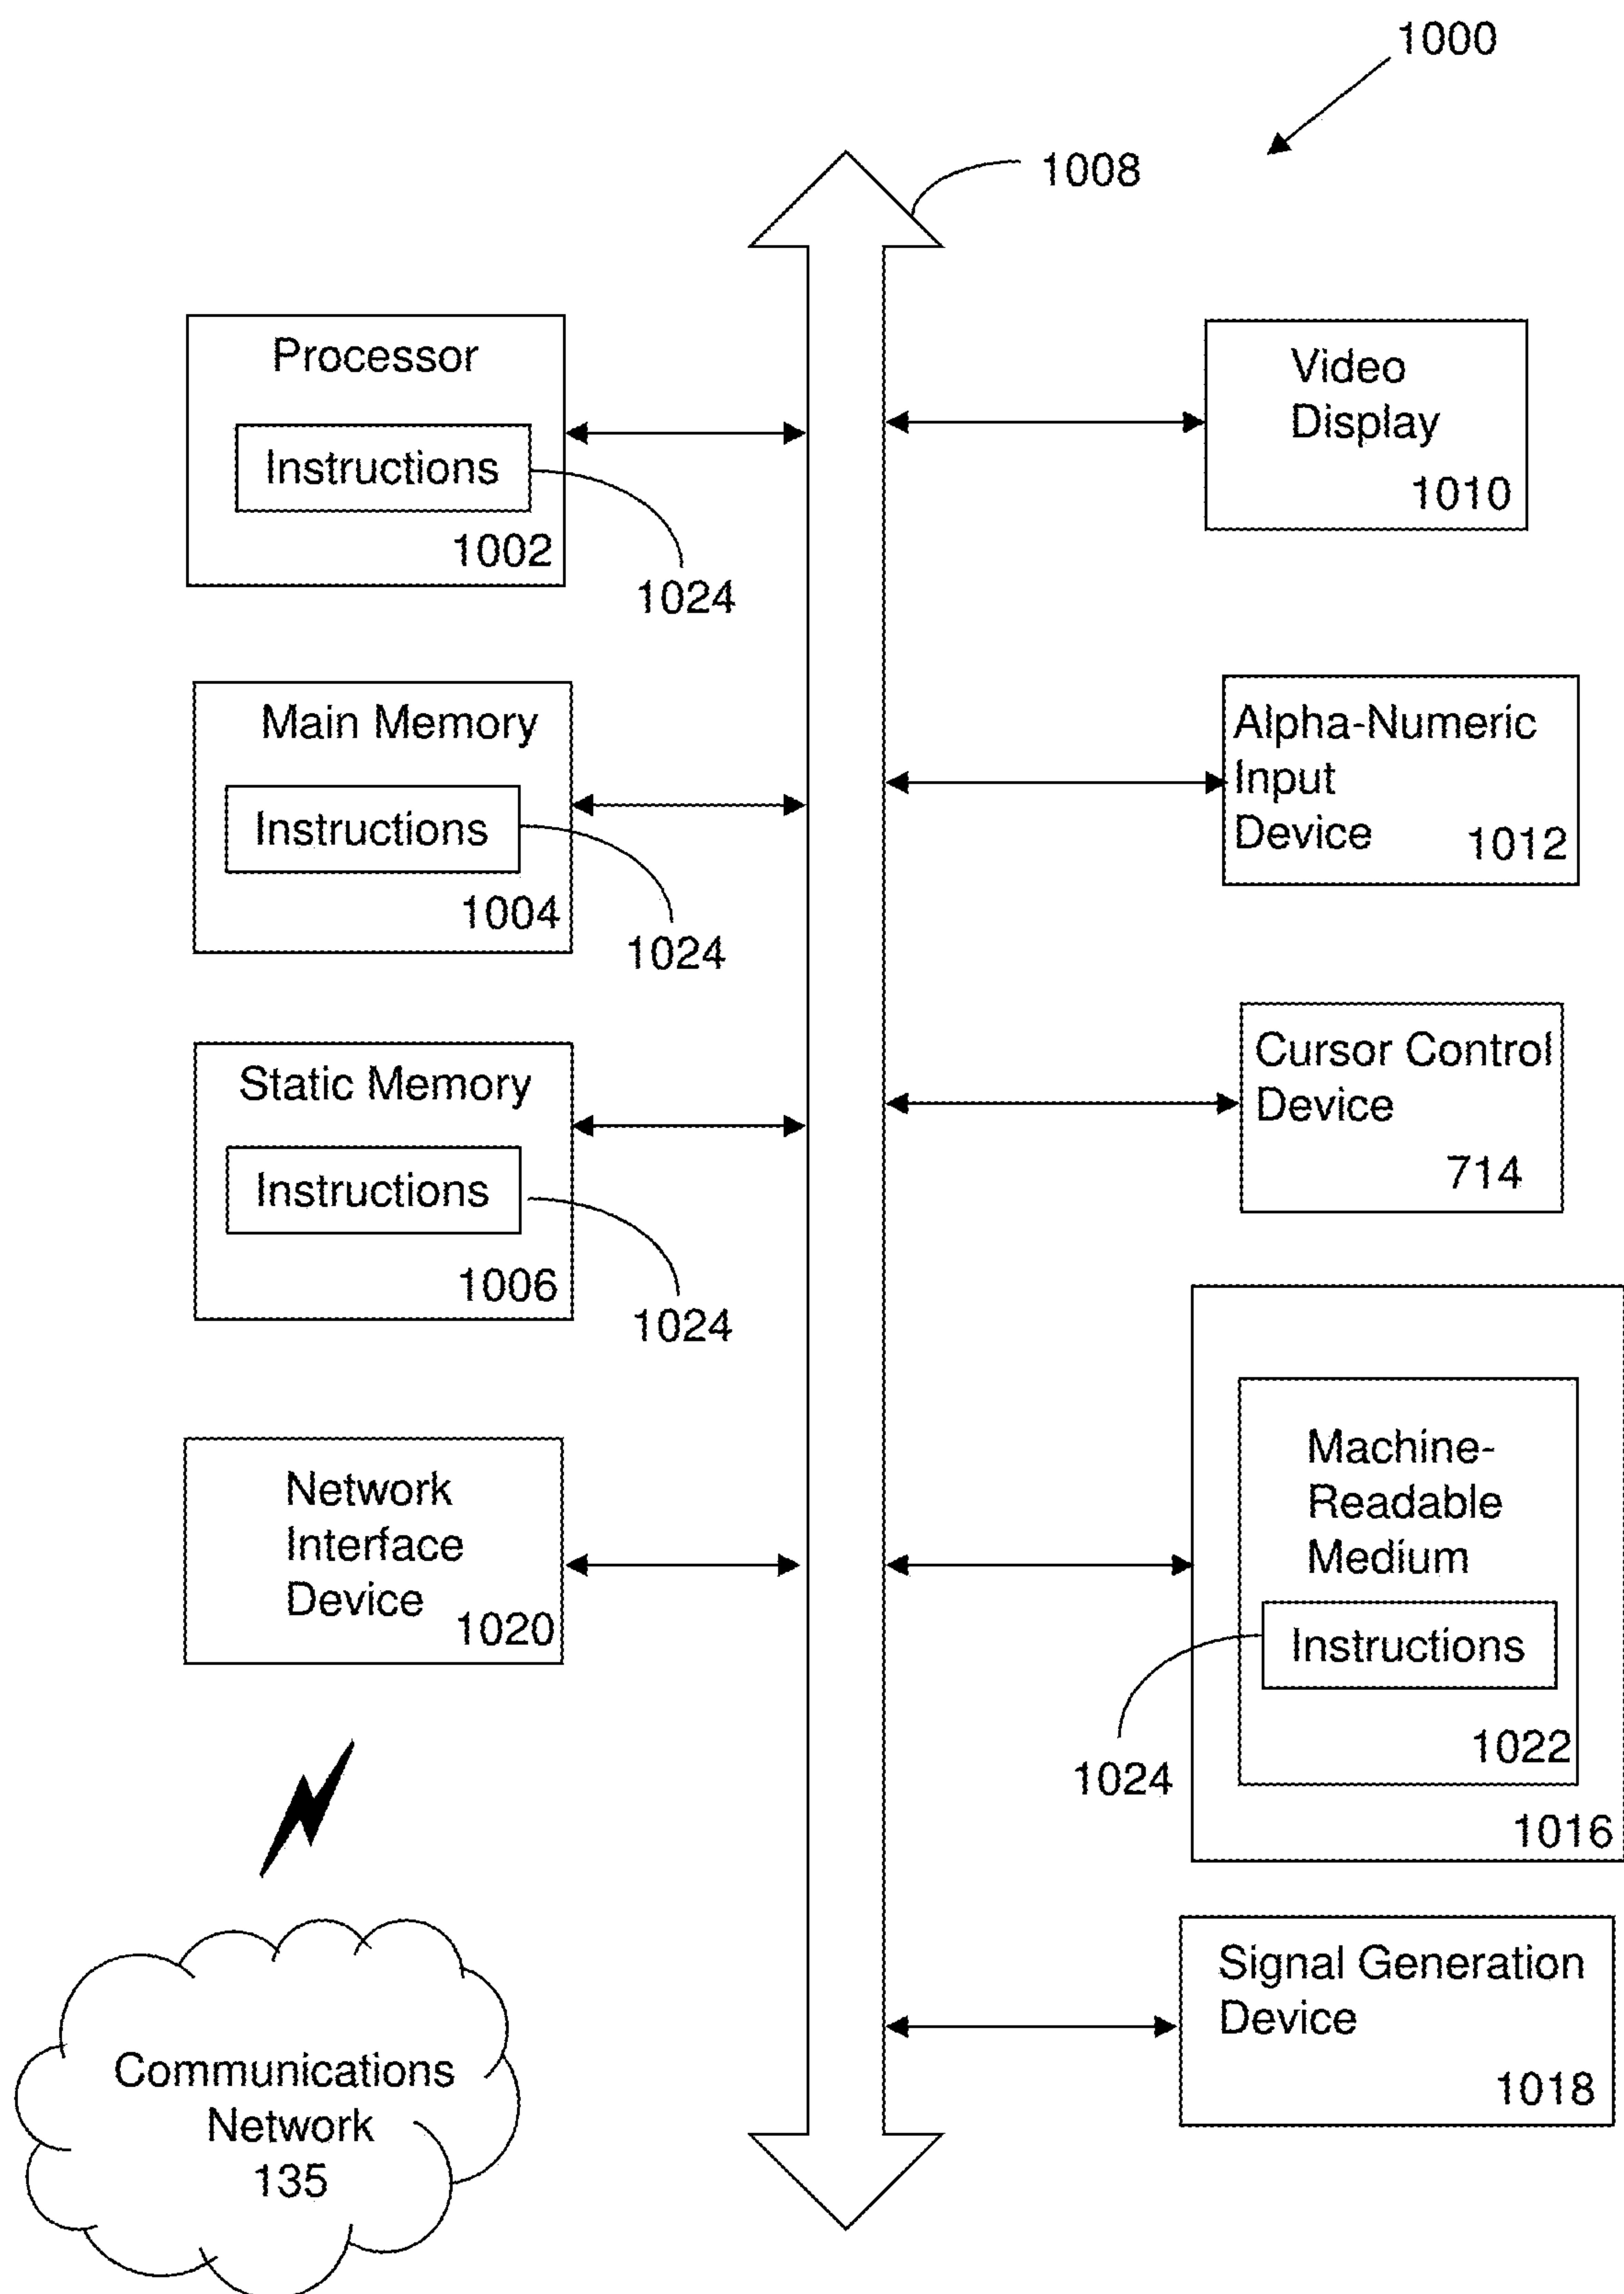 1000
1008
Processor
Instructions
1002
1024
Main Memory
Instructions
1004
1024
Static Memory
Instructions
1006
1024
Network
Interface
Device
1020
Communications
Network
135
Video
Display
1010
Alpha-Numeric
Input
Device
1012
Cursor Control
Device
714
Machine-
Readable
Medium
Instructions
1022
1024
1016
Signal Generation
Device
1018